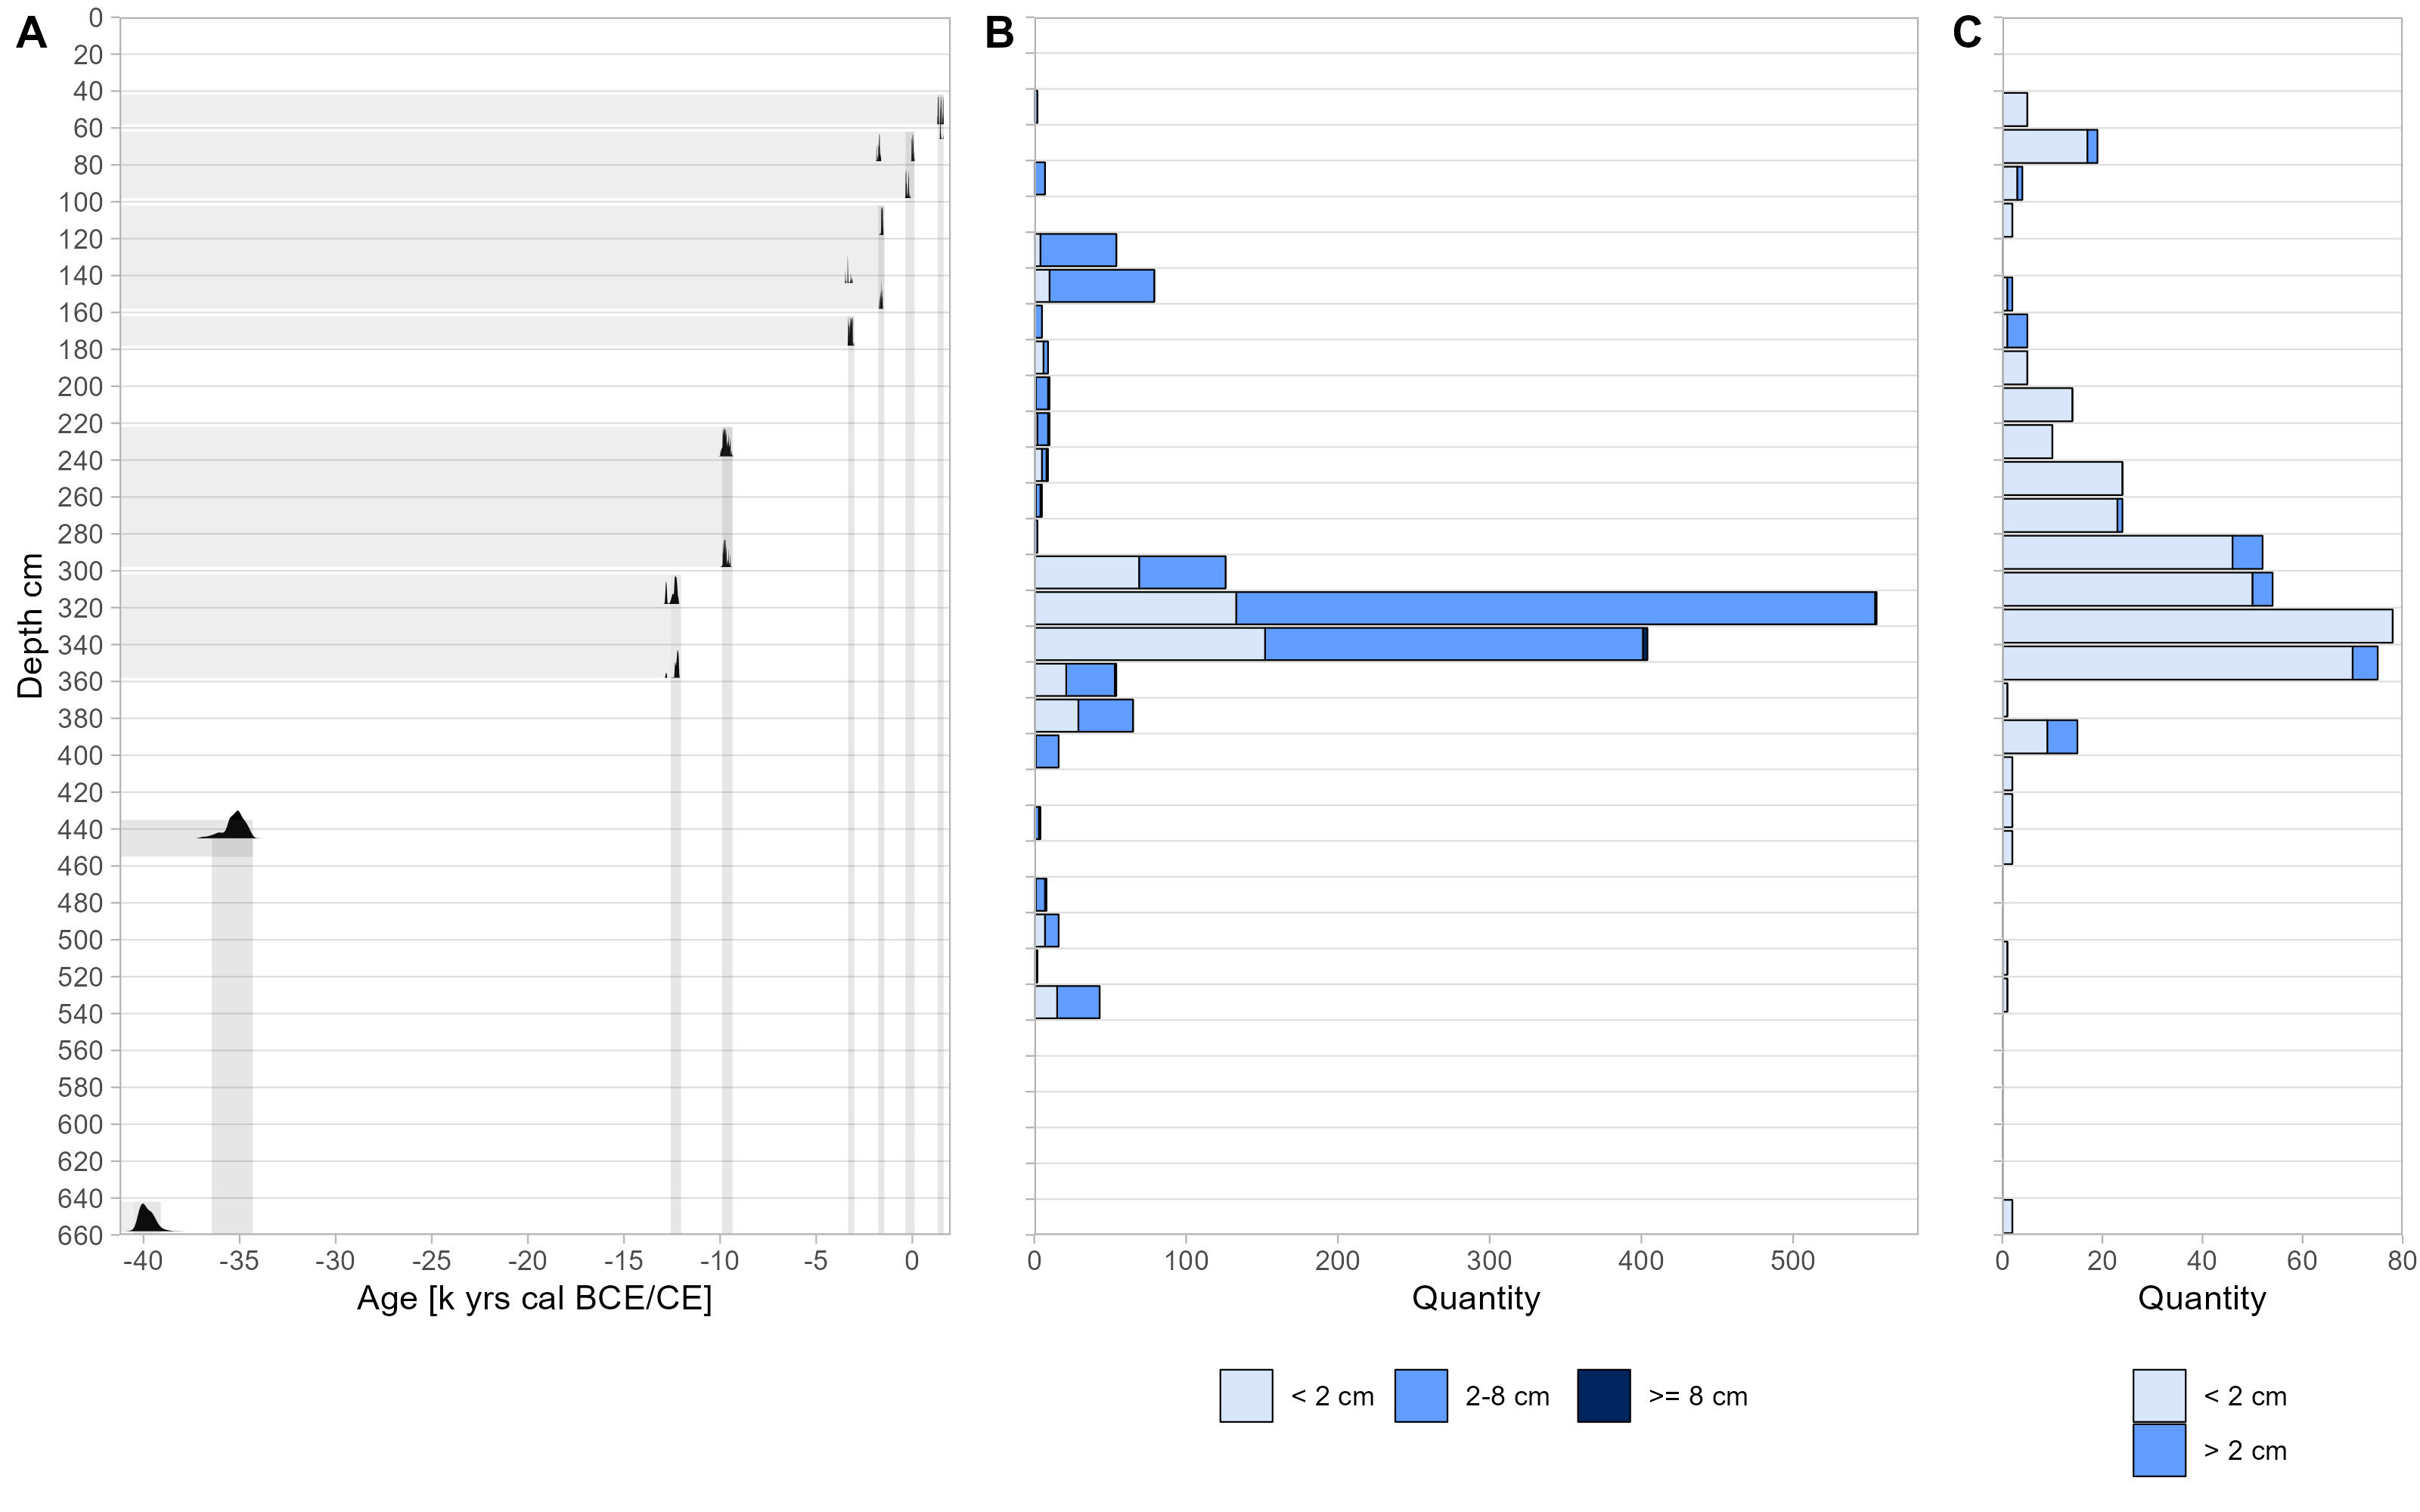 A
B
C
0
20
40
60
80
100
120
140
160
180
200
220
240
260
280
300
320
340
360
380
400
420
440
460
480
500
520
540
560
580
600
620
640
660
Depth cm
-40 -35 -30 -25 -20 -15 -10 -5 0
Age [k yrs cal BCE/CE]
0 100 200 300 400 500
Quantity
0 20 40 60 80
Quantity
< 2 cm 2-8 cm >= 8 cm
< 2 cm
> 2 cm